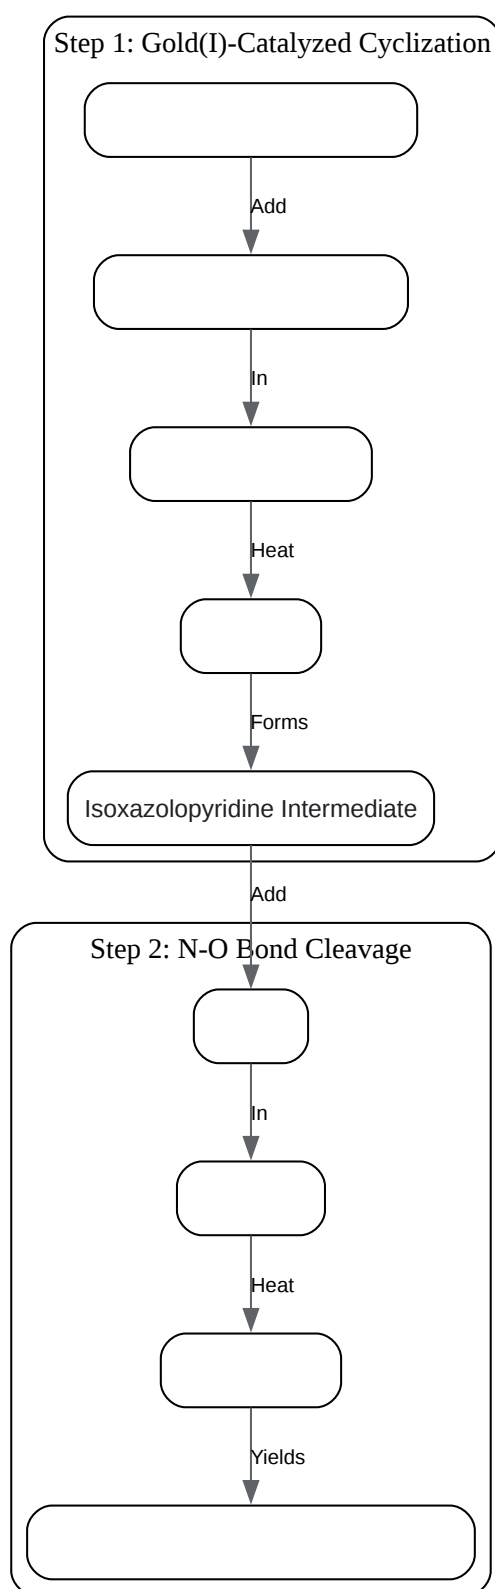 Step 1: Gold(I)-Catalyzed Cyclization
Add
In
Heat
Forms
Isoxazolopyridine Intermediate
Add
Step 2: N-O Bond Cleavage
In
Heat
Yields